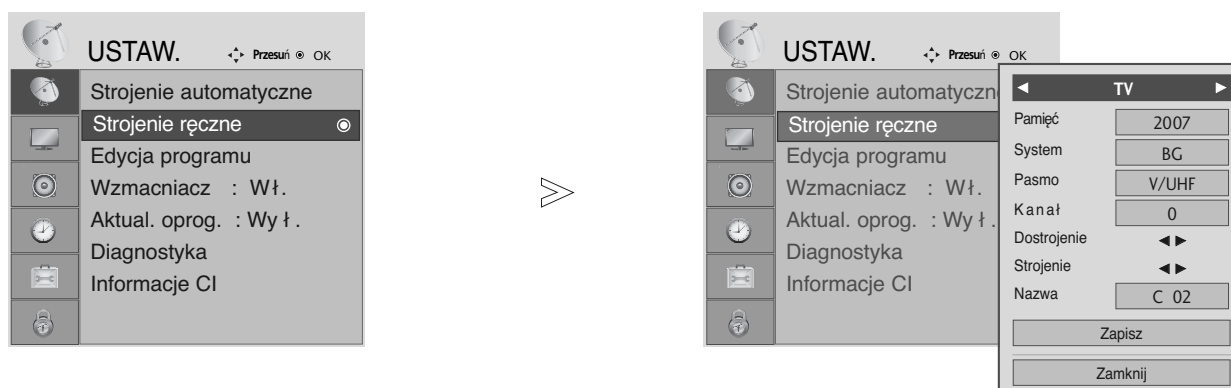 USTAW. Przesuń OK
Strojenie automatyczne
Strojenie ręczne
Edycja programu
Wzmacniacz : Wł.
Aktual. oprog. : Wy ł .
Diagnostyka
Informacje CI
USTAW. Przesuń OK
Strojenie automatyczn
Strojenie ręczne
Edycja programu
Wzmacniacz : Wł.
Aktual. oprog. : Wy ł .
Diagnostyka
Informacje CI
TV
Pamięć 2007
System BG
Pasmo V/UHF
Kanał 0
Dostrojenie
Strojenie
Nazwa C 02
Zapisz
Zamknij